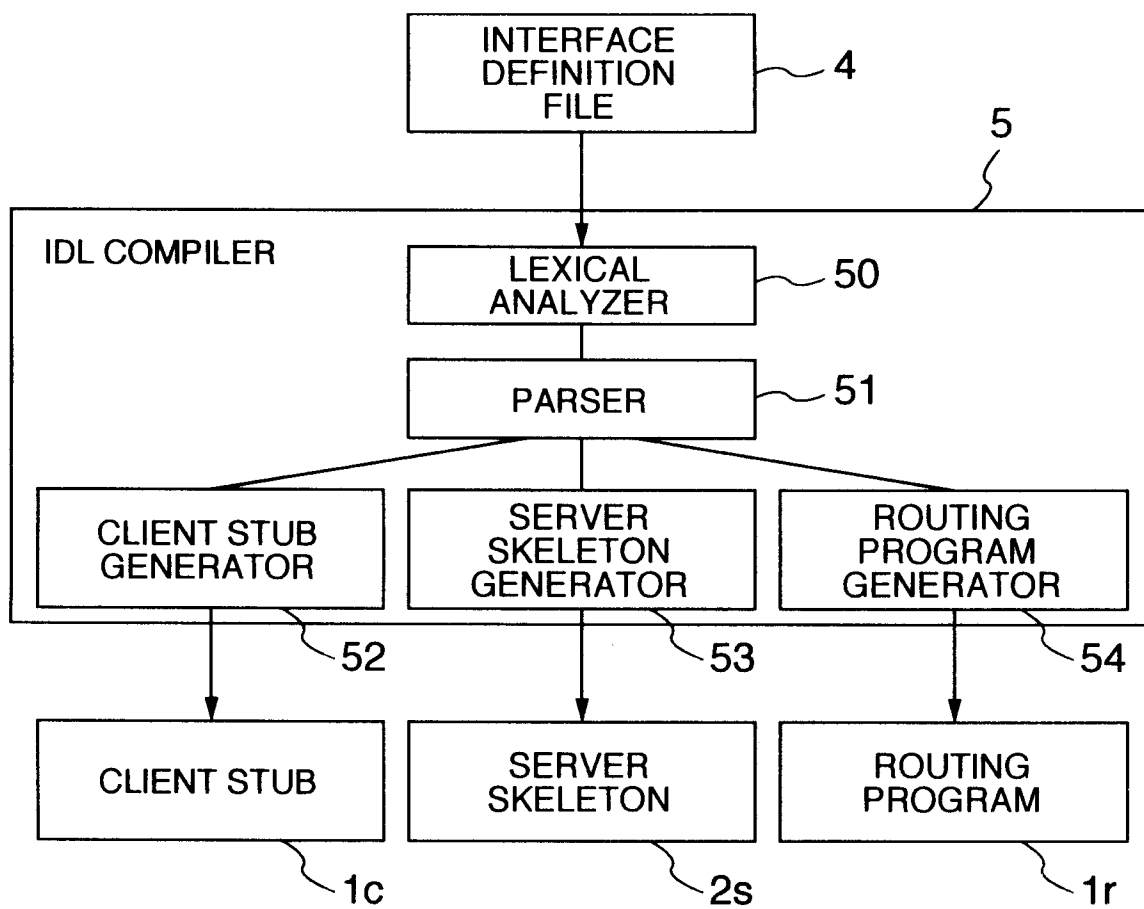 INTERFACE
DEFINITION
FILE
4
5
IDL COMPILER
LEXICAL
ANALYZER
50
PARSER
51
CLIENT STUB
GENERATOR
52
SERVER
SKELETON
GENERATOR
53
ROUTING
PROGRAM
GENERATOR
54
CLIENT STUB
1c
SERVER
SKELETON
2s
ROUTING
PROGRAM
1r